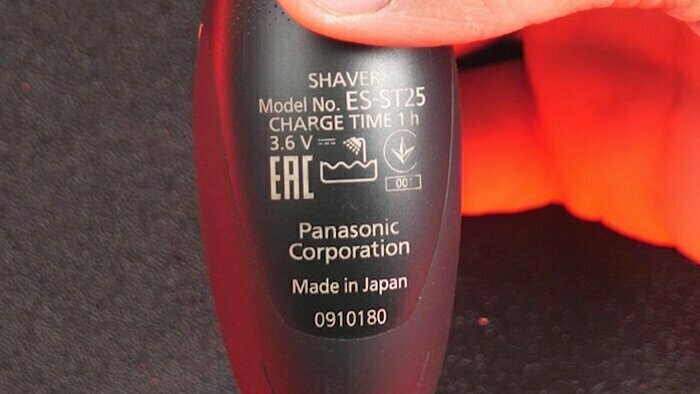 SHAVER
Model No. ES-ST25
CHARGE TIME 1 h
3.6 V ⎓
EAC
001
Panasonic
Corporation
Made in Japan
0910180